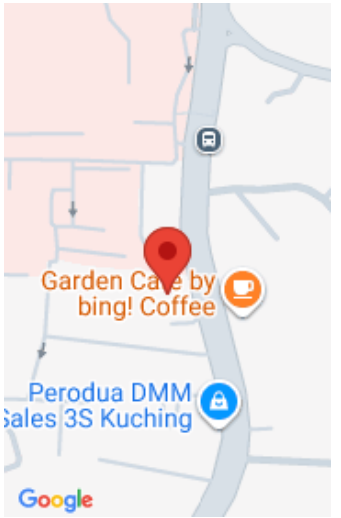 Garden Cafe by
bing! Coffee
Perodua DMM
Sales 3S Kuching
Google